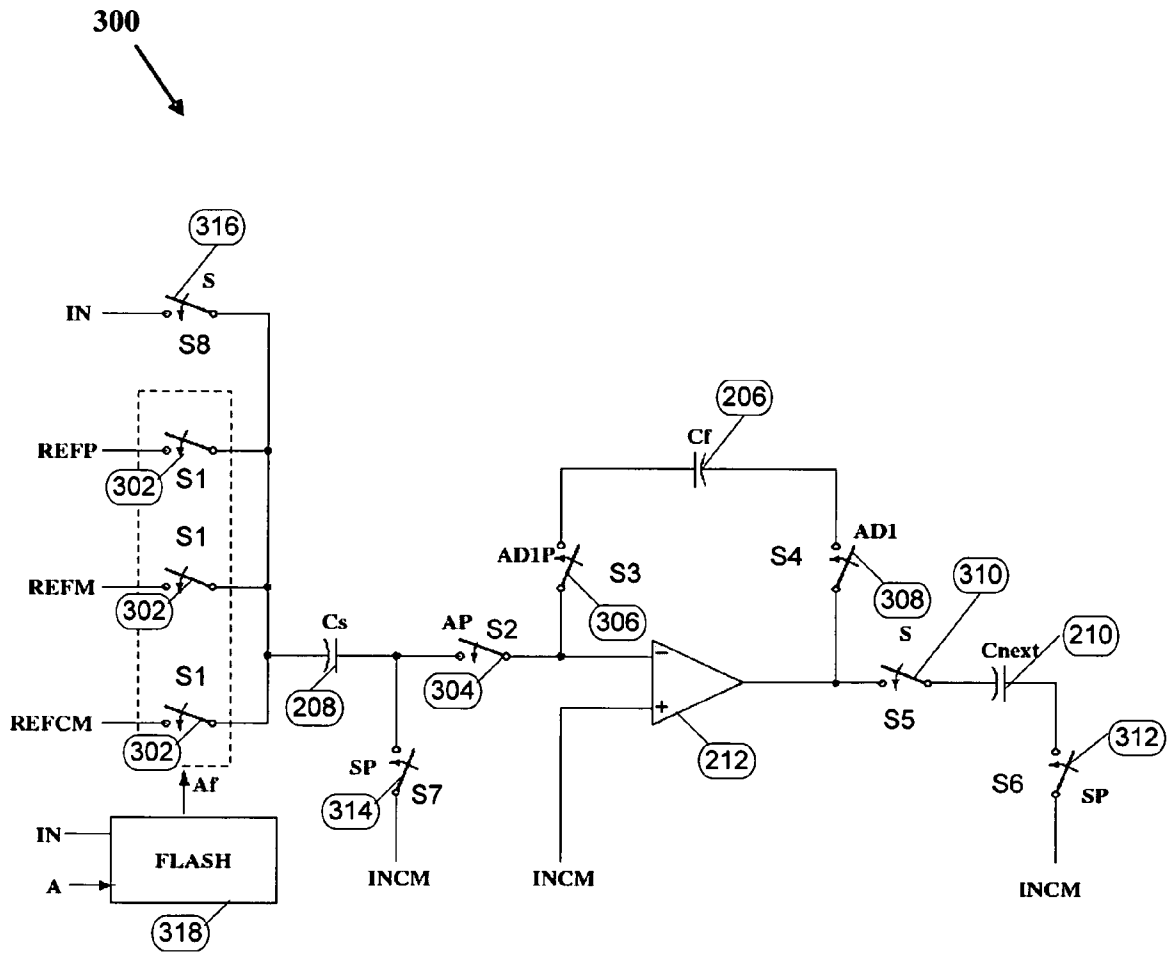 300
316
S
IN
S8
206
Cf
REFP
302
S1
S1
AD1P
S3
S4
AD1
308
310
REFM
302
306
S
Cs
AP
S2
Cnext
210
S1
208
304
S5
REFCM
302
212
312
SP
S7
S6
SP
Af
314
IN
FLASH
A
INCM
INCM
INCM
318